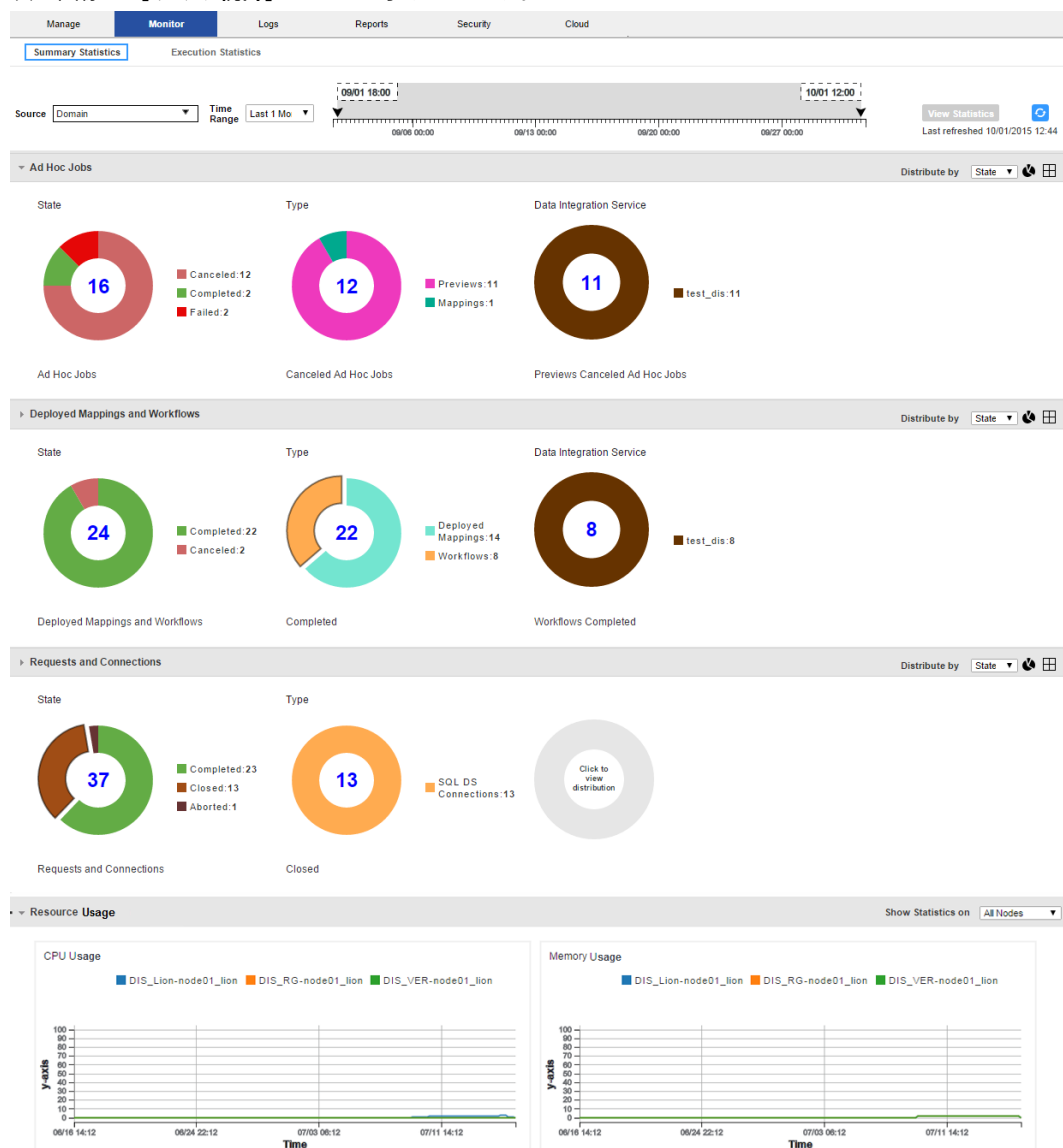 Manage Monitor Logs Reports Security Cloud
Summary Statistics Execution Statistics
09/01 18:00 10/01 12:00
Source Domain Time Range Last 1 Mo
09/06 00:00 09/13 00:00 09/20 00:00 09/27 00:00
View Statistics
Last refreshed 10/01/2015 12:44
Ad Hoc Jobs Distribute by State
State Type Data Integration Service
16
Canceled:12
Completed:2
Failed:2
12
Previews:11
Mappings:1
11
test_dis:11
Ad Hoc Jobs Canceled Ad Hoc Jobs Previews Canceled Ad Hoc Jobs
Deployed Mappings and Workflows Distribute by State
State Type Data Integration Service
24
Completed:22
Canceled:2
22
Deployed
Mappings:14
Workflows:8
8
test_dis:8
Deployed Mappings and Workflows Completed Workflows Completed
Requests and Connections Distribute by State
State Type
37
Completed:23
Closed:13
Aborted:1
13
SQL DS
Connections:13
Click to
view
distribution
Requests and Connections Closed
Resource Usage Show Statistics on All Nodes
CPU Usage
DIS_Lion-node01_lion DIS_RG-node01_lion DIS_VER-node01_lion
100
90
80
70
60
50
40
30
20
10
0
y-axis
06/16 14:12 06/24 22:12 07/03 06:12 07/11 14:12
Time
Memory Usage
DIS_Lion-node01_lion DIS_RG-node01_lion DIS_VER-node01_lion
100
90
80
70
60
50
40
30
20
10
0
y-axis
06/16 14:12 06/24 22:12 07/03 06:12 07/11 14:12
Time